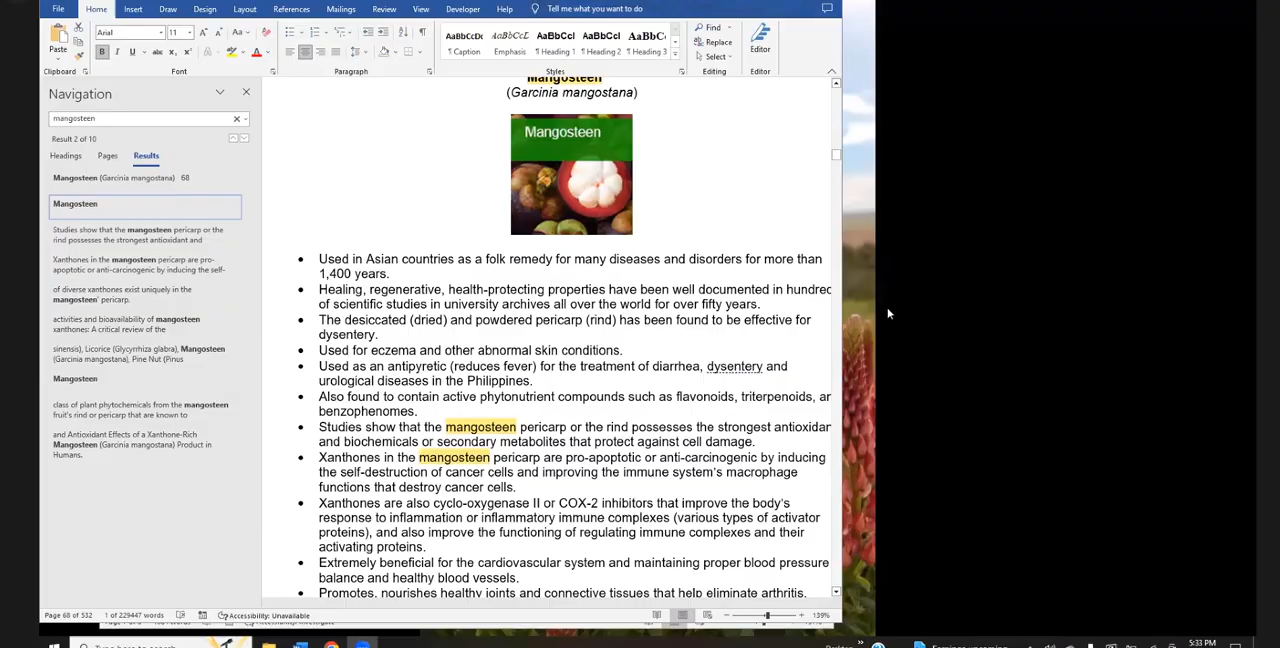 File Home Insert Draw Design Layout References Mailings Review View Developer Help Tell me what you want to do
Paste
Arial 11
AaBbCcDc AaBbCcL AaBbCcI AaBbCcI AaBbC
¶ Caption Emphasis ¶ Heading 1 ¶ Heading 2 ¶ Heading 3
Find
Replace
Select
Editor
Clipboard Font Paragraph Styles Editing Editor
Navigation
mangosteen
Result 2 of 10
Headings Pages Results
Mangosteen (Garcinia mangostana) 68
Mangosteen
Studies show that the mangosteen pericarp or the
rind possesses the strongest antioxidant and
Xanthones in the mangosteen pericarp are pro-
apoptotic or anti-carcinogenic by inducing the self-
of diverse xanthones exist uniquely in the
mangosteen' pericarp.
activities and bioavailability of mangosteen
xanthones: A critical review of the
sinensis), Licorice (Glycyrrhiza glabra), Mangosteen
(Garcinia mangostana), Pine Nut (Pinus
Mangosteen
class of plant phytochemicals from the mangosteen
fruit's rind or pericarp that are known to
and Antioxidant Effects of a Xanthone-Rich
Mangosteen (Garcinia mangostana) Product in
Humans.
Mangosteen
(Garcinia mangostana)
Mangosteen
• Used in Asian countries as a folk remedy for many diseases and disorders for more than
1,400 years.
• Healing, regenerative, health-protecting properties have been well documented in hundred
of scientific studies in university archives all over the world for over fifty years.
• The desiccated (dried) and powdered pericarp (rind) has been found to be effective for
dysentery.
• Used for eczema and other abnormal skin conditions.
• Used as an antipyretic (reduces fever) for the treatment of diarrhea, dysentery and
urological diseases in the Philippines.
• Also found to contain active phytonutrient compounds such as flavonoids, triterpenoids, ar
benzophenomes.
• Studies show that the mangosteen pericarp or the rind possesses the strongest antioxidar
and biochemicals or secondary metabolites that protect against cell damage.
• Xanthones in the mangosteen pericarp are pro-apoptotic or anti-carcinogenic by inducing
the self-destruction of cancer cells and improving the immune system's macrophage
functions that destroy cancer cells.
• Xanthones are also cyclo-oxygenase II or COX-2 inhibitors that improve the body's
response to inflammation or inflammatory immune complexes (various types of activator
proteins), and also improve the functioning of regulating immune complexes and their
activating proteins.
• Extremely beneficial for the cardiovascular system and maintaining proper blood pressure
balance and healthy blood vessels.
• Promotes, nourishes healthy joints and connective tissues that help eliminate arthritis.
Page 68 of 532 1 of 229447 words Accessibility: Unavailable 139%
5:33 PM